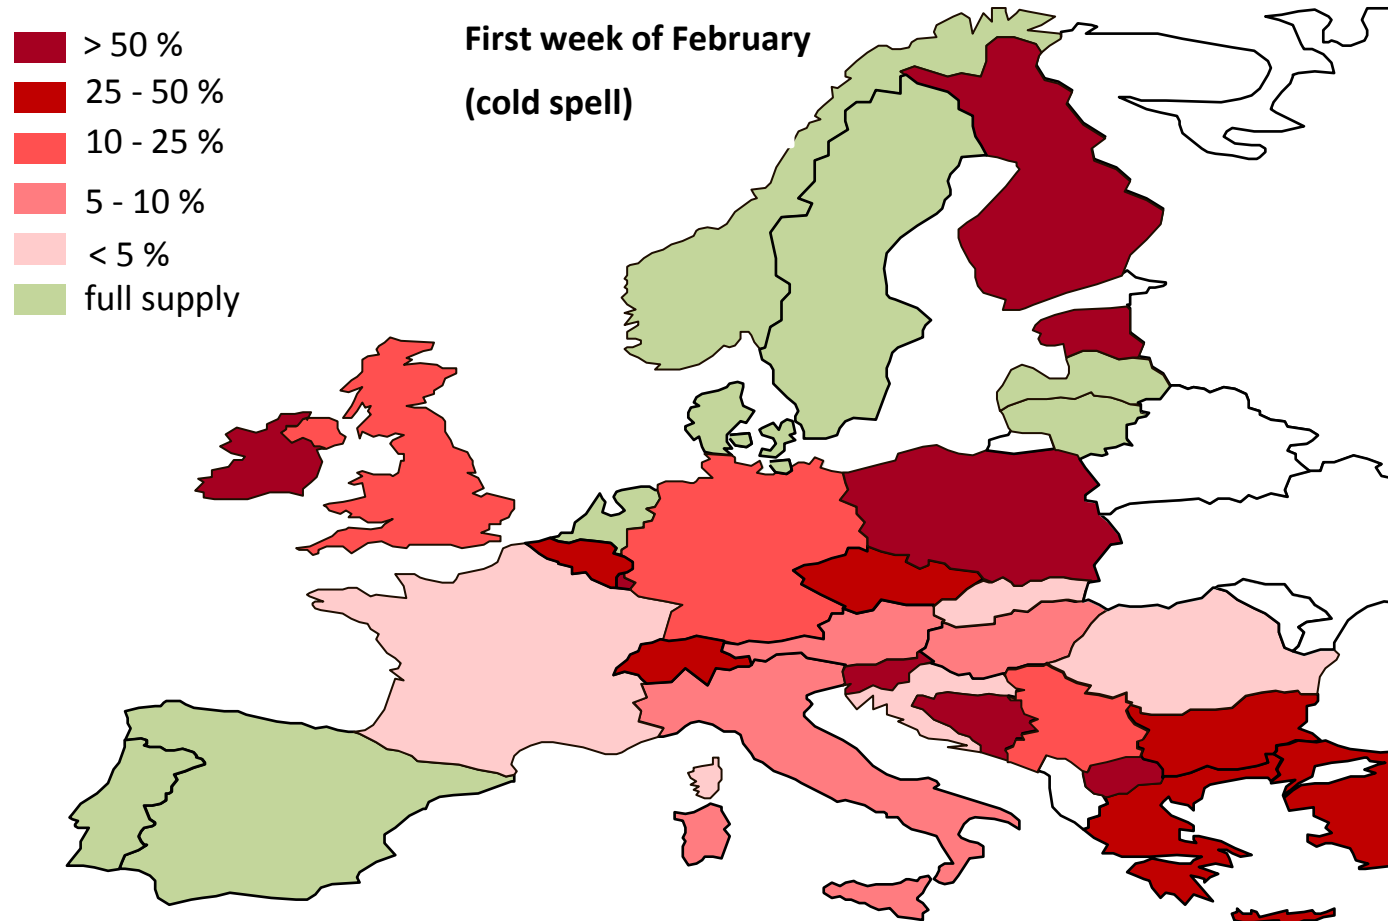 > 50 %
25 - 50 %
10 - 25 %
5 - 10 %
< 5 %
full supply
First week of February
(cold spell)